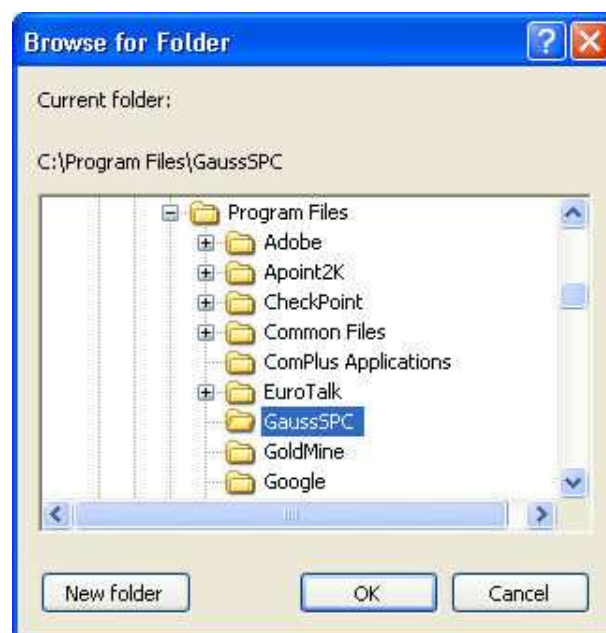 Browse for Folder
Current folder:
C:\Program Files\GaussSPC
Program Files
Adobe
Apoint2K
CheckPoint
Common Files
ComPlus Applications
EuroTalk
GaussSPC
GoldMine
Google
New folder OK Cancel